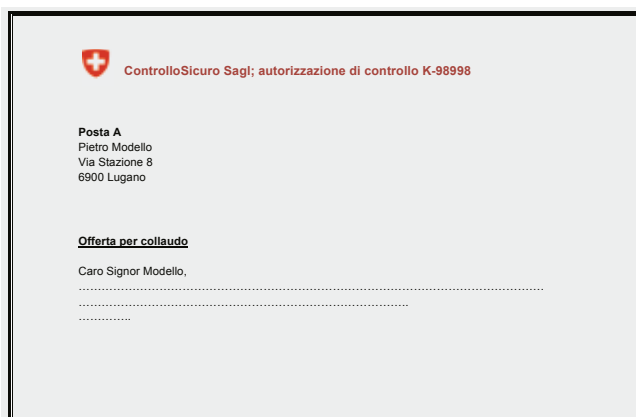 ControlloSicuro Sagl; autorizzazione di controllo K-98998
Posta A
Pietro Modello
Via Stazione 8
6900 Lugano
Offerta per collaudo
Caro Signor Modello,
……………………………………………………………………………………………………………
…………………………………………………………………………..
…………..